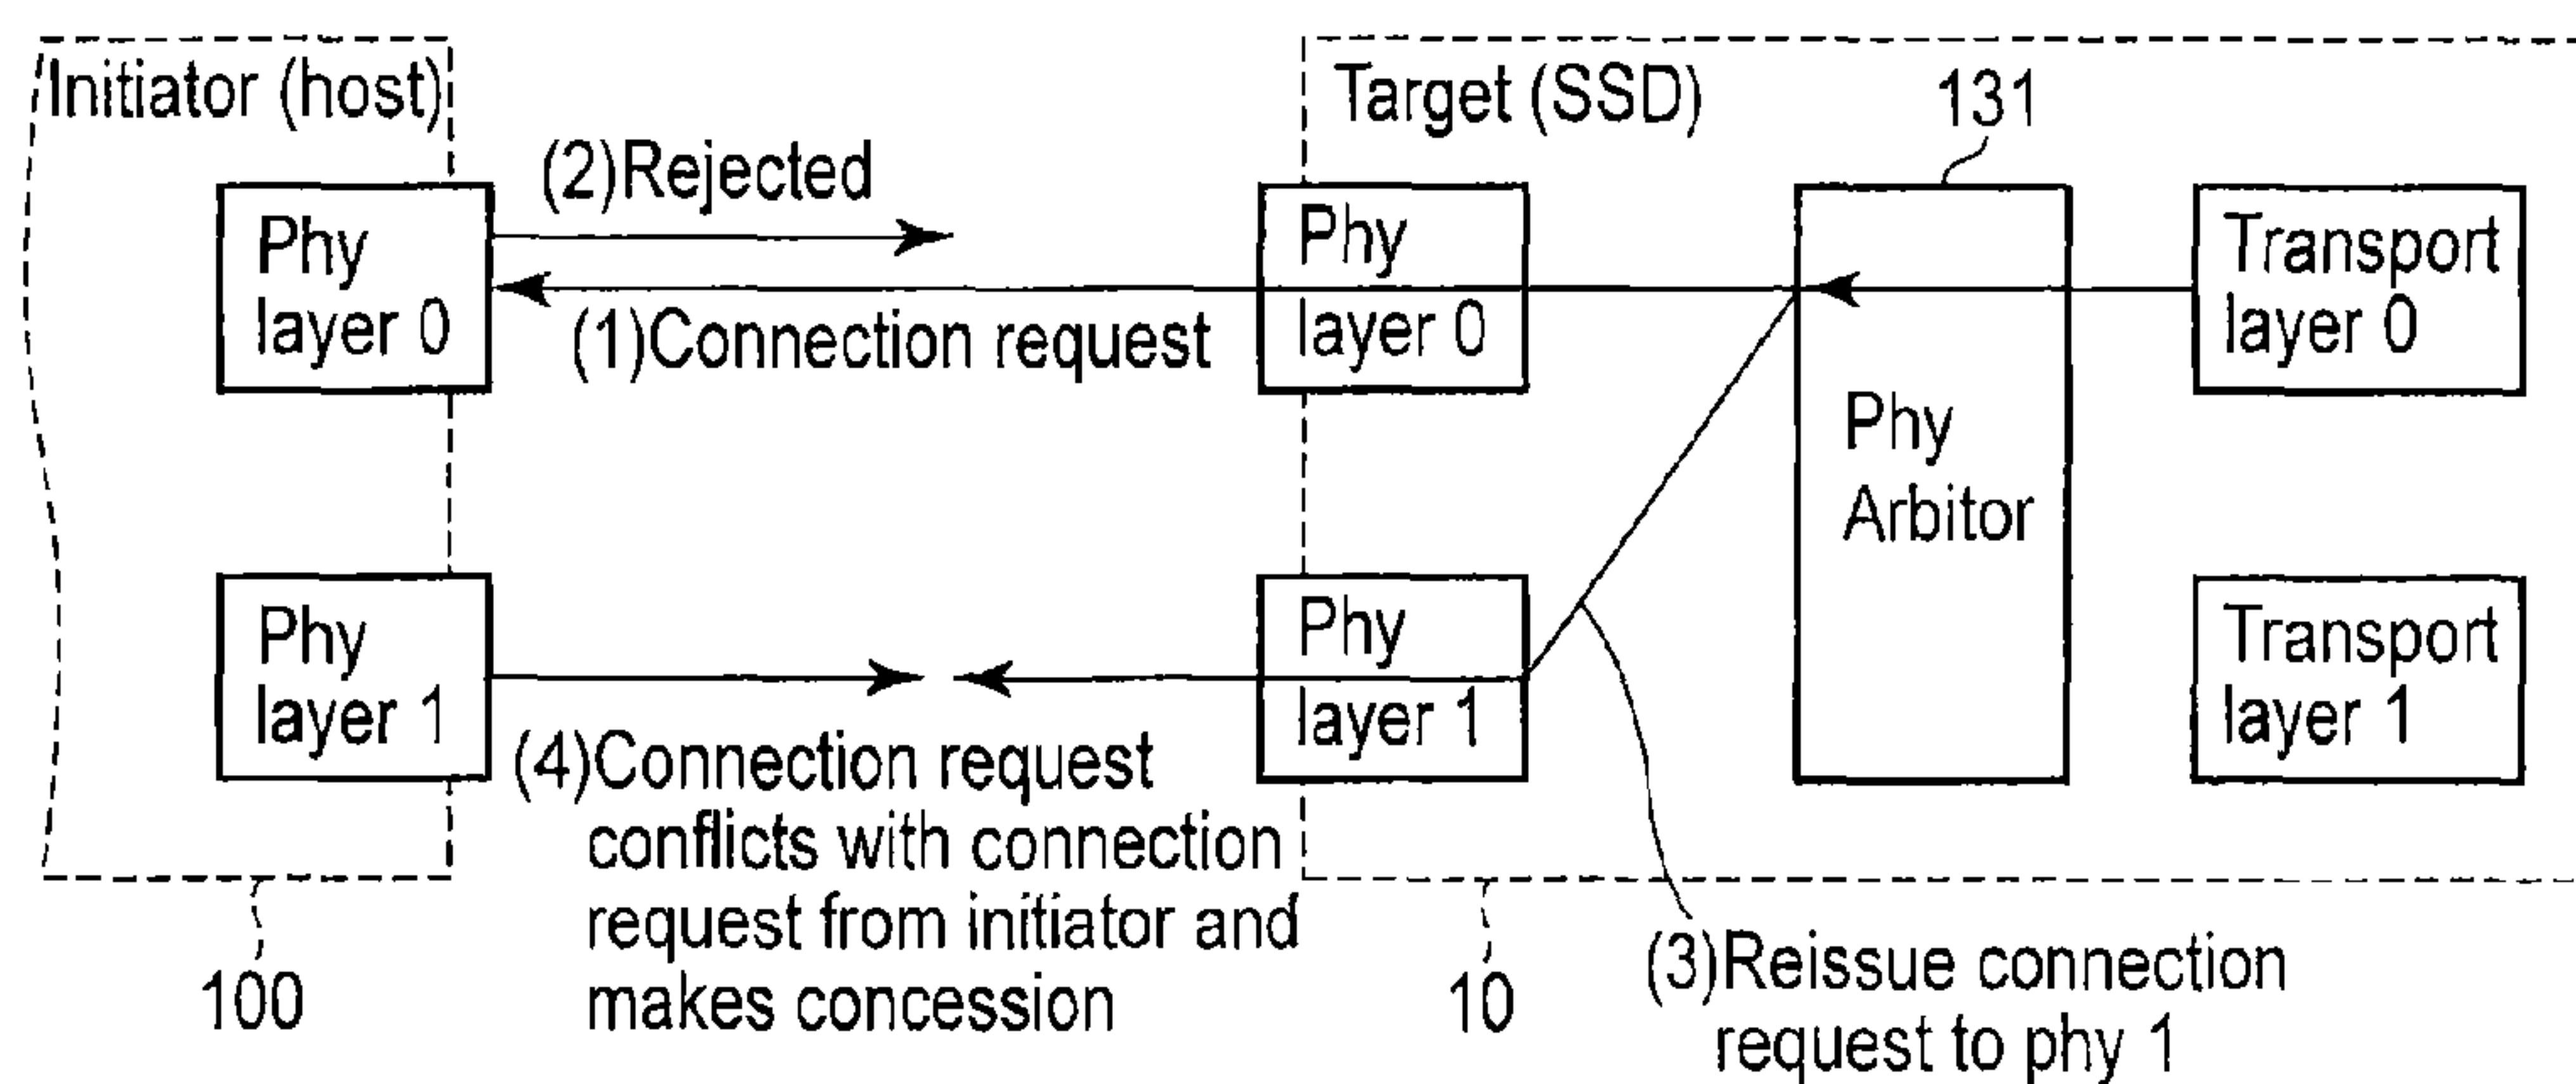 Initiator (host)
Target (SSD)
131
(2)Rejected
Phy
layer 0
(1)Connection request
Phy
layer 0
Phy
Arbitor
Transport
layer 0
Phy
layer 1
Phy
layer 1
Transport
layer 1
(4)Connection request
conflicts with connection
request from initiator and
makes concession
(3)Reissue connection
request to phy 1
100
10